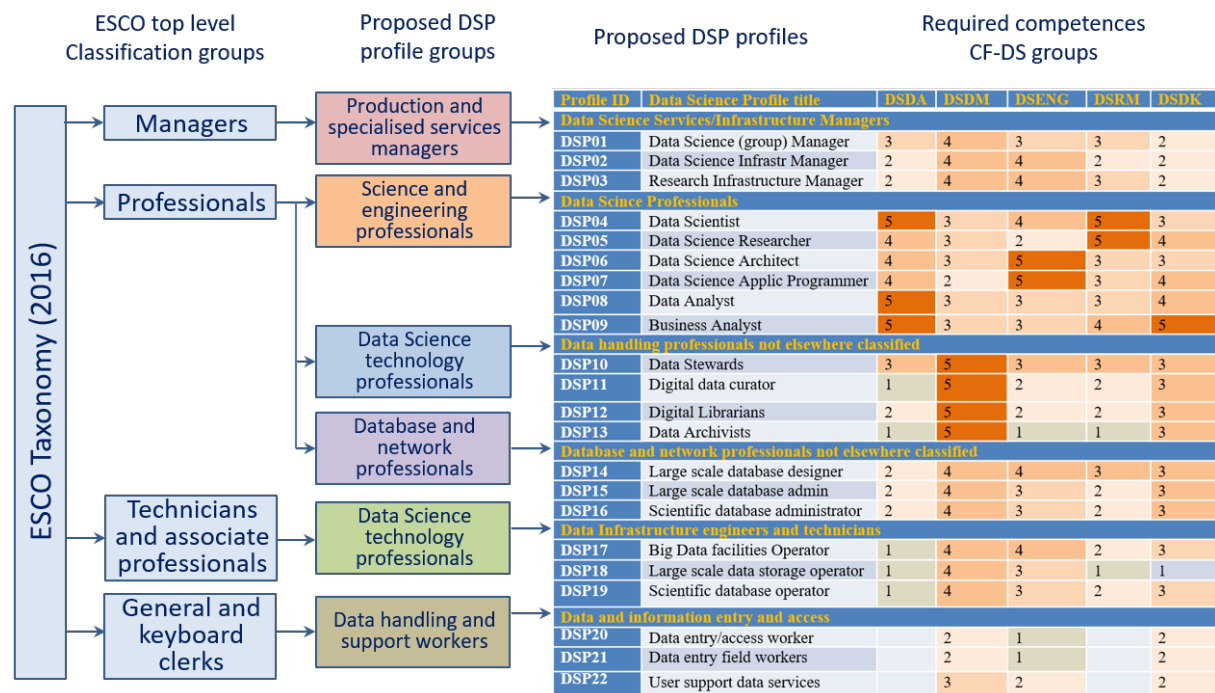 ESCO top level
Classification groups
Proposed DSP
profile groups
Proposed DSP profiles
Required competences
CF-DS groups
ESCO Taxonomy (2016)
Managers
Professionals
Technicians
and associate
professionals
General and
keyboard
clerks
Production and
specialised services
managers
Science and
engineering
professionals
Data Science
technology
professionals
Database and
network
professionals
Data Science
technology
professionals
Data handling and
support workers
Profile ID Data Science Profile title DSDA DSDM DSENG DSRM DSDK
Data Science Services/Infrastructure Managers
DSP01 Data Science (group) Manager 3 4 3 3 2
DSP02 Data Science Infrastr Manager 2 4 4 2 2
DSP03 Research Infrastructure Manager 2 4 4 3 2
Data Scince Professionals
DSP04 Data Scientist 5 3 4 5 3
DSP05 Data Science Researcher 4 3 2 5 4
DSP06 Data Science Architect 4 3 5 3 3
DSP07 Data Science Applic Programmer 4 2 5 3 4
DSP08 Data Analyst 5 3 3 3 4
DSP09 Business Analyst 5 3 3 4 5
Data handling professionals not elsewhere classified
DSP10 Data Stewards 3 5 3 3 3
DSP11 Digital data curator 1 5 2 2 3
DSP12 Digital Librarians 2 5 2 2 3
DSP13 Data Archivists 1 5 1 1 3
Database and network professionals not elsewhere classified
DSP14 Large scale database designer 2 4 4 3 3
DSP15 Large scale database admin 2 4 3 2 3
DSP16 Scientific database administrator 2 4 3 2 3
Data Infrastructure engineers and technicians
DSP17 Big Data facilities Operator 1 4 4 2 3
DSP18 Large scale data storage operator 1 4 3 1 1
DSP19 Scientific database operator 1 4 3 2 3
Data and information entry and access
DSP20 Data entry/access worker 2 1 2
DSP21 Data entry field workers 2 1 2
DSP22 User support data services 3 2 2